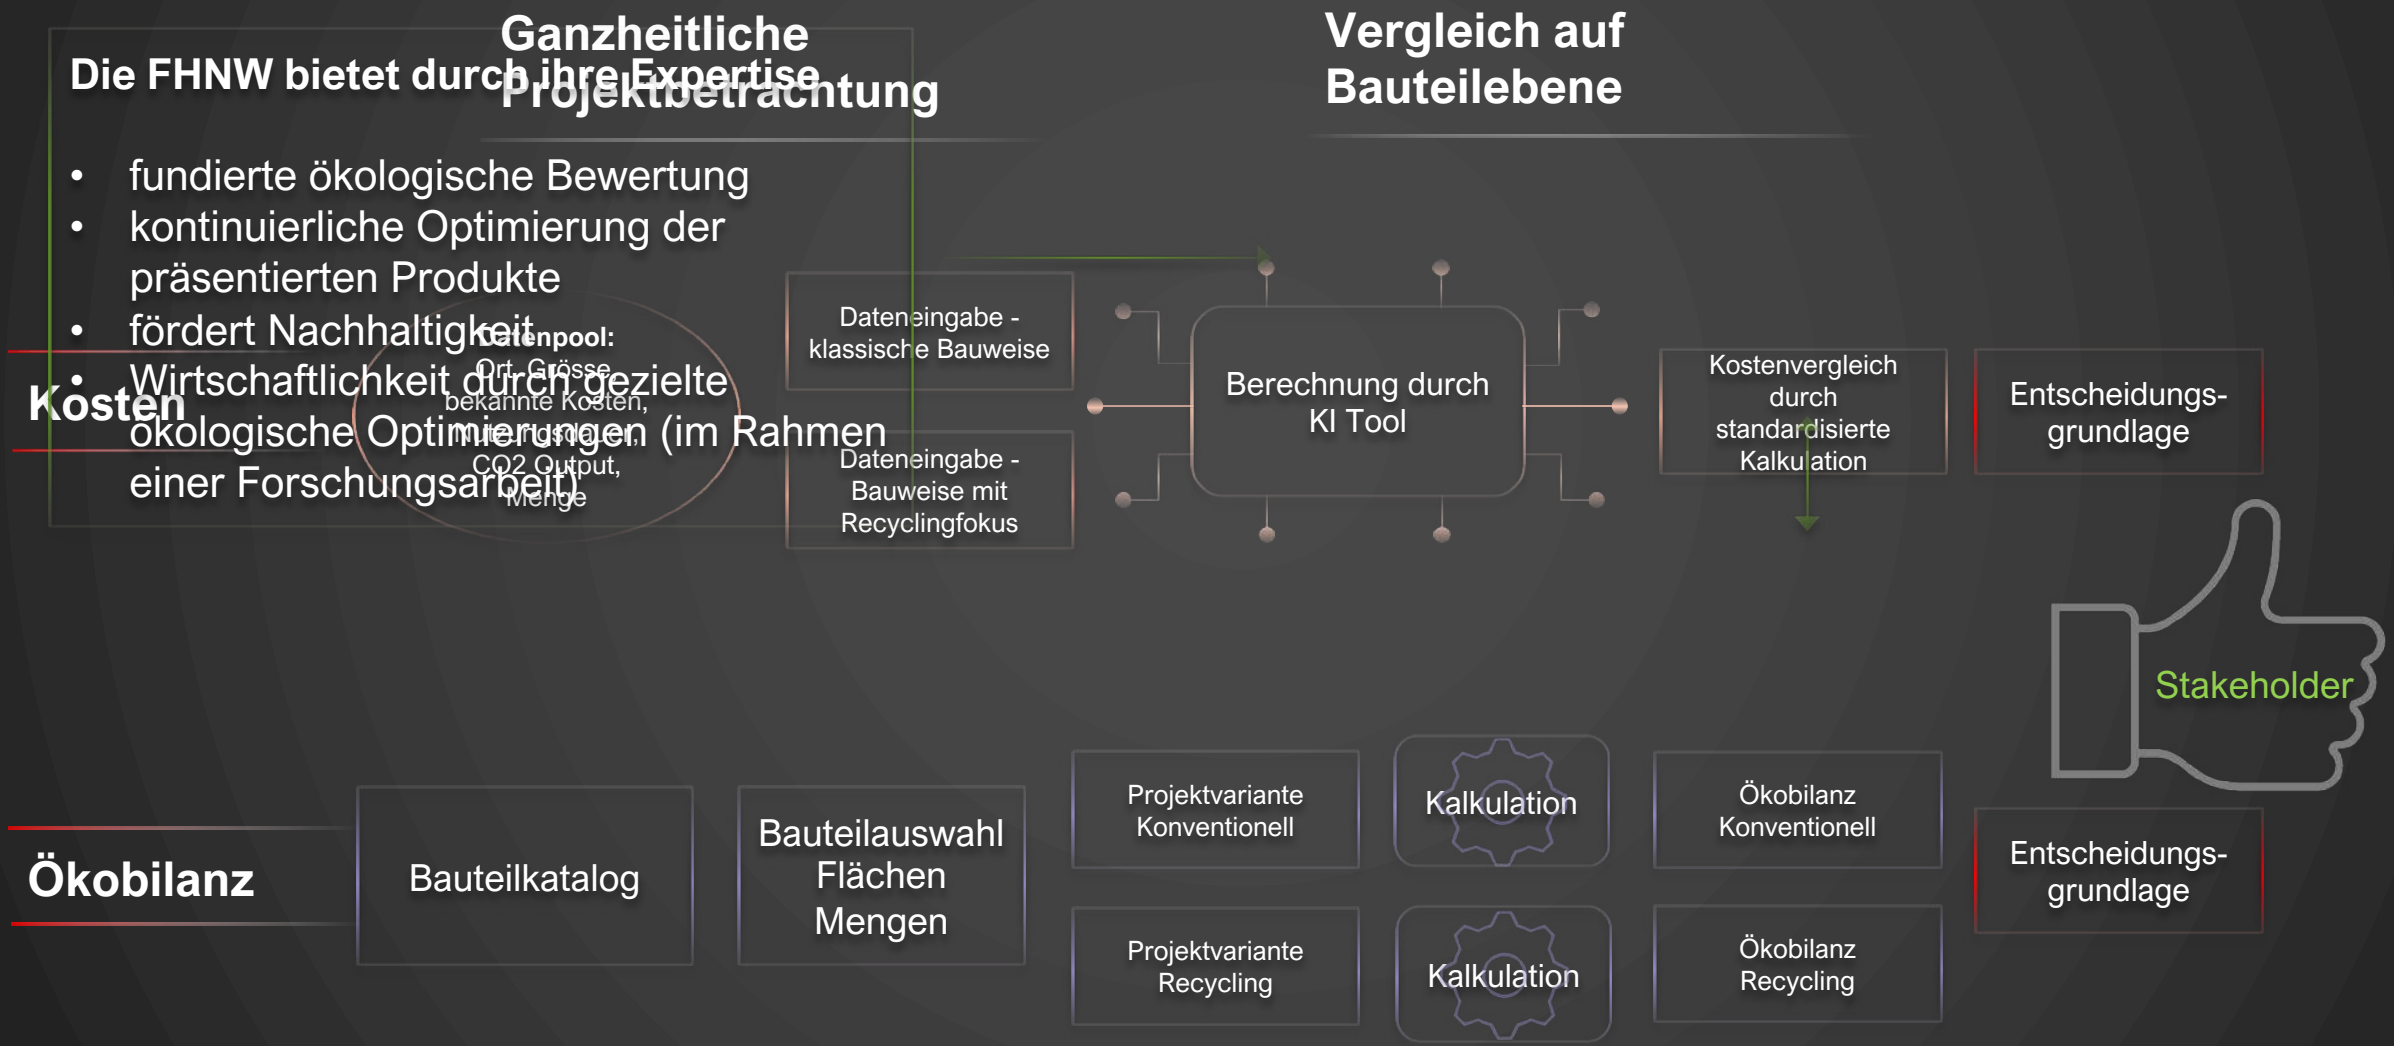 Ganzheitliche
Projektbetrachtung
Vergleich auf
Bauteilebene
Die FHNW bietet durch ihre Expertise
• fundierte ökologische Bewertung
• kontinuierliche Optimierung der
präsentierten Produkte
• fördert Nachhaltigkeit
• Wirtschaftlichkeit durch gezielte
ökologische Optimierungen (im Rahmen
einer Forschungsarbeit)
Kosten
Datenpool:
Ort, Grösse,
bekannte Kosten,
Nutzungsdauer,
CO2 Output,
Menge
Dateneingabe -
klassische Bauweise
Dateneingabe -
Bauweise mit
Recyclingfokus
Berechnung durch
KI Tool
Kostenvergleich
durch
standardisierte
Kalkulation
Entscheidungs-
grundlage
Stakeholder
Ökobilanz
Bauteilkatalog
Bauteilauswahl
Flächen
Mengen
Projektvariante
Konventionell
Kalkulation
Ökobilanz
Konventionell
Projektvariante
Recycling
Kalkulation
Ökobilanz
Recycling
Entscheidungs-
grundlage